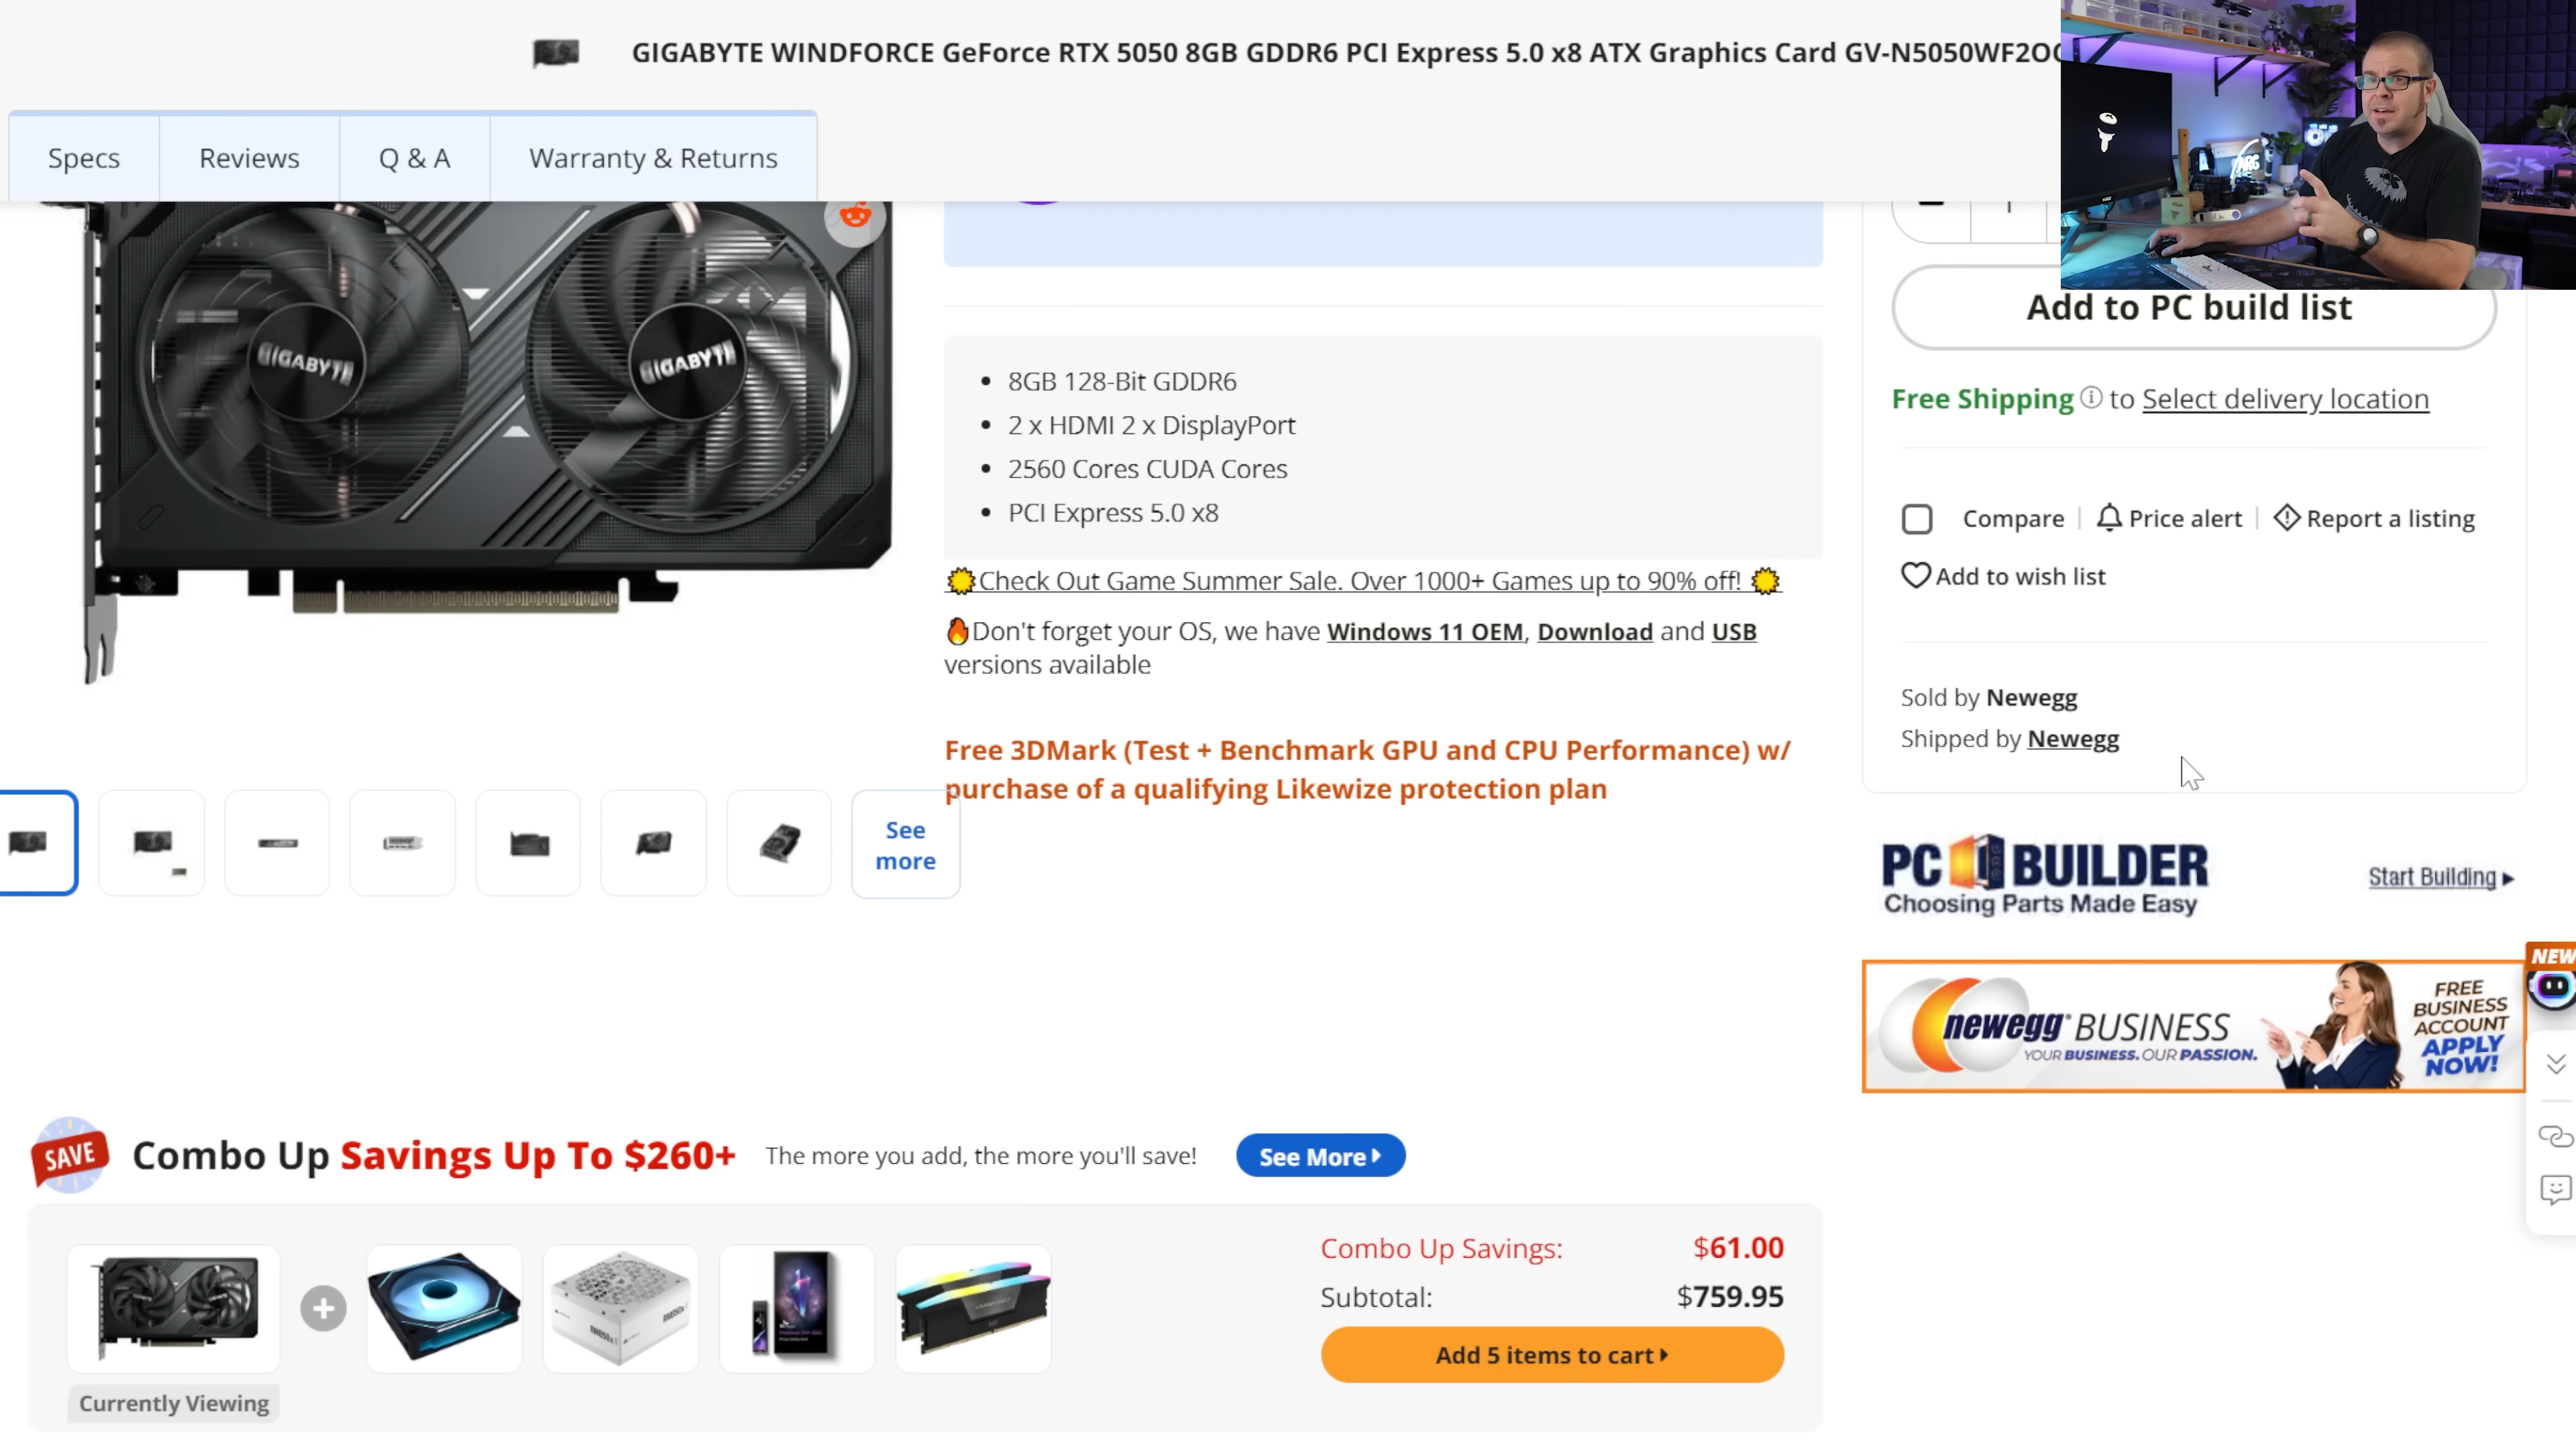 GIGABYTE WINDFORCE GeForce RTX 5050 8GB GDDR6 PCI Express 5.0 x8 ATX Graphics Card GV-N5050WF2OC
Specs
Reviews
Q & A
Warranty & Returns
GIGABYTE
GIGABYTE
8GB 128-Bit GDDR6
2 x HDMI 2 x DisplayPort
2560 Cores CUDA Cores
PCI Express 5.0 x8
Check Out Game Summer Sale. Over 1000+ Games up to 90% off!
Don't forget your OS, we have Windows 11 OEM, Download and USB
versions available
Free 3DMark (Test + Benchmark GPU and CPU Performance) w/
purchase of a qualifying Likewize protection plan
See
more
Add to PC build list
Free Shipping to Select delivery location
Compare
Price alert
Report a listing
Add to wish list
Sold by Newegg
Shipped by Newegg
PC BUILDER
Choosing Parts Made Easy
Start Building
newegg BUSINESS
YOUR BUSINESS. OUR PASSION.
FREE
BUSINESS
ACCOUNT
APPLY
NOW!
NEW
SAVE
Combo Up Savings Up To $260+
The more you add, the more you'll save!
See More
Combo Up Savings: $61.00
Subtotal: $759.95
Add 5 items to cart
Currently Viewing